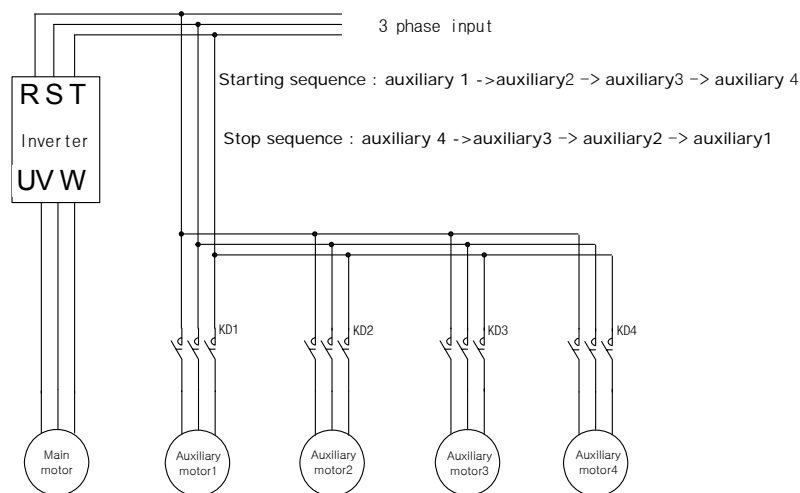 3 phase input
Starting sequence : auxiliary 1 ->auxiliary2 -> auxiliary3 -> auxiliary 4
R S T
Inverter
Stop sequence : auxiliary 4 ->auxiliary3 -> auxiliary2 -> auxiliary1
UV W
KD1
KD2
KD3
KD4
Main
motor
Auxiliary
motor1
Auxiliary
motor2
Auxiliary
motor3
Auxiliary
motor4